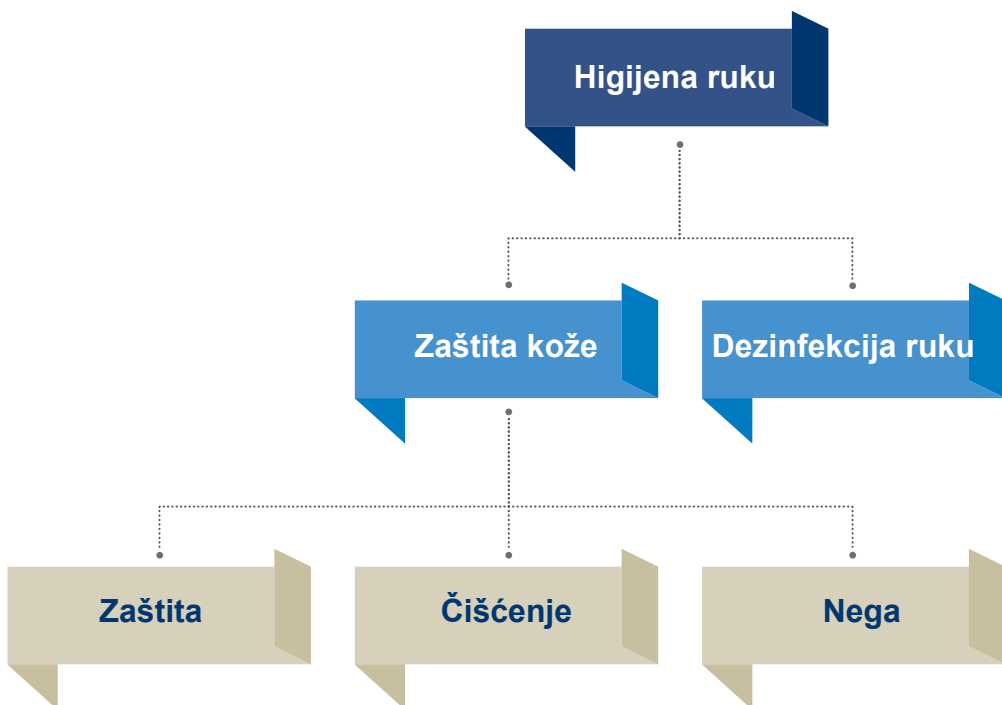 Higijena ruku
Zaštita kože
Dezinfekcija ruku
Zaštita
Čišćenje
Nega